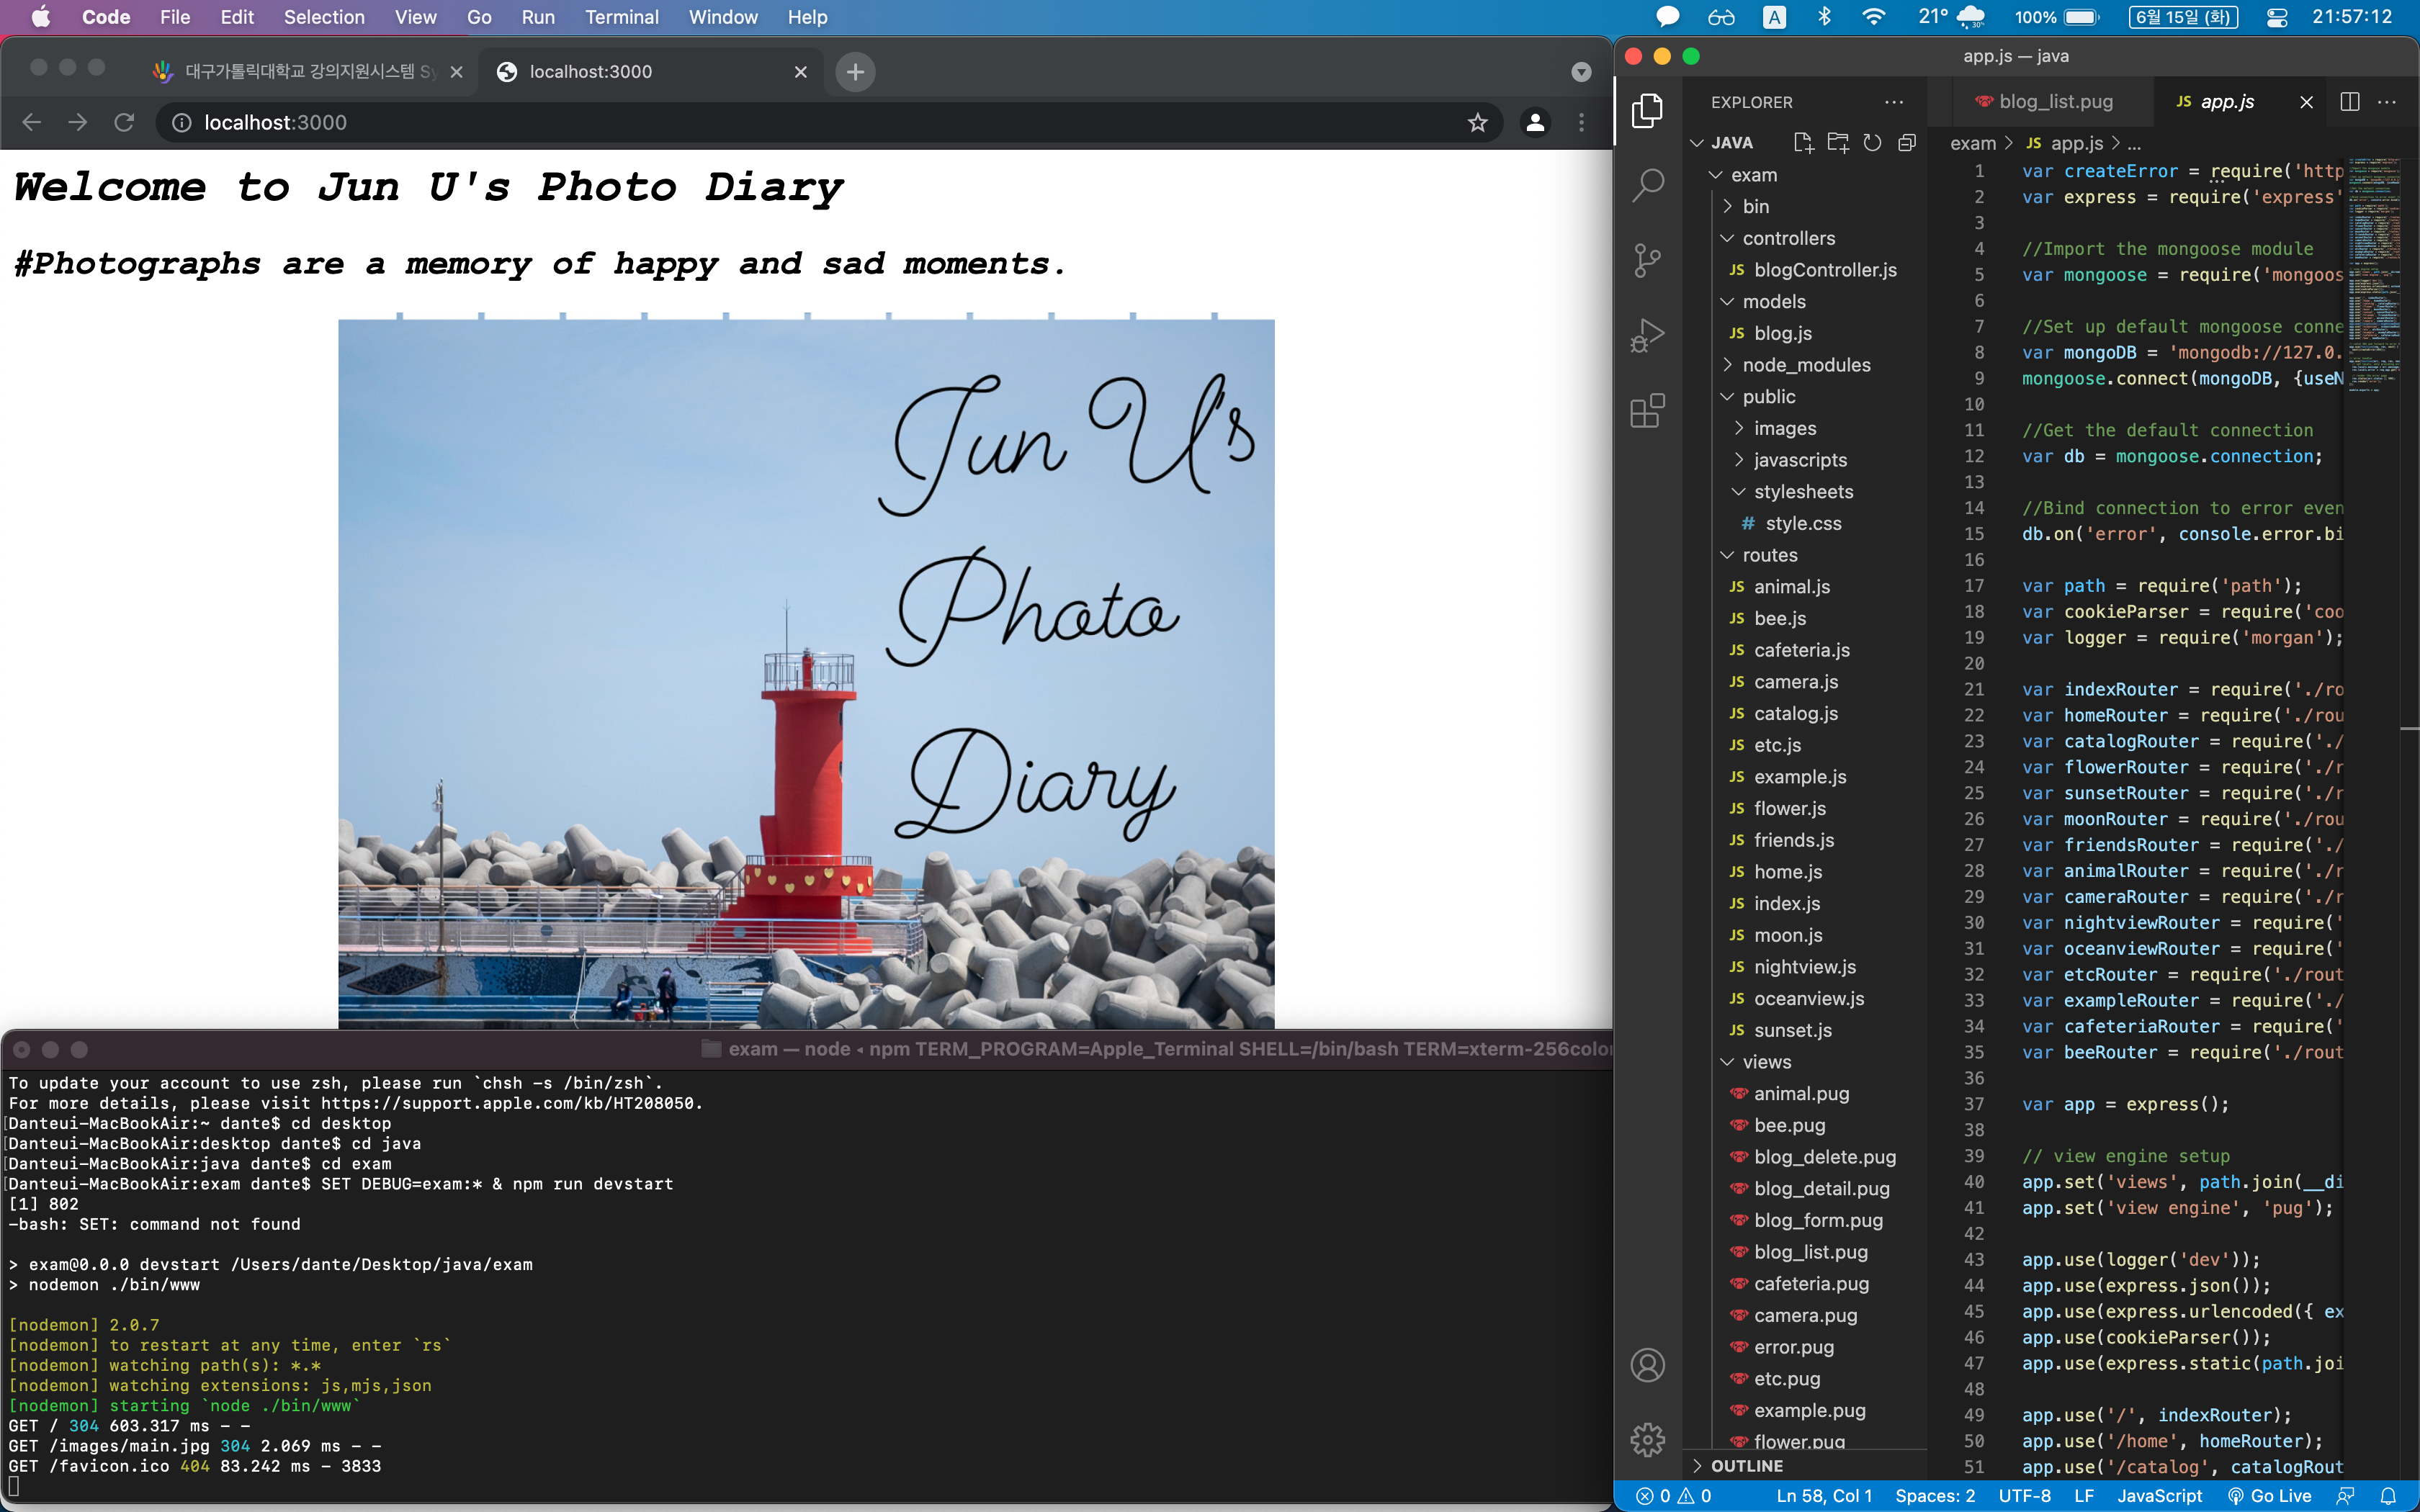 Code File Edit Selection View Go Run Terminal Window Help
A 21° 30% 100% 6월 15일 (화) 21:57:12
대구가톨릭대학교 강의지원시스템 Sy
localhost:3000
localhost:3000
Welcome to Jun U's Photo Diary
#Photographs are a memory of happy and sad moments.
Jun U's
Photo
Diary
exam — node ◂ npm TERM_PROGRAM=Apple_Terminal SHELL=/bin/bash TERM=xterm-256color
To update your account to use zsh, please run `chsh -s /bin/zsh`.
For more details, please visit https://support.apple.com/kb/HT208050.
[Danteui-MacBookAir:~ dante$ cd desktop
[Danteui-MacBookAir:desktop dante$ cd java
[Danteui-MacBookAir:java dante$ cd exam
[Danteui-MacBookAir:exam dante$ SET DEBUG=exam:* & npm run devstart
[1] 802
-bash: SET: command not found
> exam@0.0.0 devstart /Users/dante/Desktop/java/exam
> nodemon ./bin/www
[nodemon] 2.0.7
[nodemon] to restart at any time, enter `rs`
[nodemon] watching path(s): *.*
[nodemon] watching extensions: js,mjs,json
[nodemon] starting `node ./bin/www`
GET / 304 603.317 ms - -
GET /images/main.jpg 304 2.069 ms - -
GET /favicon.ico 404 83.242 ms - 3833
app.js — java
EXPLORER
JAVA
exam
bin
controllers
JS blogController.js
models
JS blog.js
node_modules
public
images
javascripts
stylesheets
# style.css
routes
JS animal.js
JS bee.js
JS cafeteria.js
JS camera.js
JS catalog.js
JS etc.js
JS example.js
JS flower.js
JS friends.js
JS home.js
JS index.js
JS moon.js
JS nightview.js
JS oceanview.js
JS sunset.js
views
animal.pug
bee.pug
blog_delete.pug
blog_detail.pug
blog_form.pug
blog_list.pug
cafeteria.pug
camera.pug
error.pug
etc.pug
example.pug
flower.pug
OUTLINE
blog_list.pug JS app.js
exam > JS app.js > ...
1 var createError = require('http
2 var express = require('express'
3
4 //Import the mongoose module
5 var mongoose = require('mongoos
6
7 //Set up default mongoose conne
8 var mongoDB = 'mongodb://127.0.
9 mongoose.connect(mongoDB, {useN
10
11 //Get the default connection
12 var db = mongoose.connection;
13
14 //Bind connection to error even
15 db.on('error', console.error.bi
16
17 var path = require('path');
18 var cookieParser = require('coo
19 var logger = require('morgan');
20
21 var indexRouter = require('./ro
22 var homeRouter = require('./rou
23 var catalogRouter = require('./
24 var flowerRouter = require('./r
25 var sunsetRouter = require('./r
26 var moonRouter = require('./rou
27 var friendsRouter = require('./
28 var animalRouter = require('./r
29 var cameraRouter = require('./r
30 var nightviewRouter = require('
31 var oceanviewRouter = require('
32 var etcRouter = require('./rout
33 var exampleRouter = require('./
34 var cafeteriaRouter = require('
35 var beeRouter = require('./rout
36
37 var app = express();
38
39 // view engine setup
40 app.set('views', path.join(__di
41 app.set('view engine', 'pug');
42
43 app.use(logger('dev'));
44 app.use(express.json());
45 app.use(express.urlencoded({ ex
46 app.use(cookieParser());
47 app.use(express.static(path.joi
48
49 app.use('/', indexRouter);
50 app.use('/home', homeRouter);
51 app.use('/catalog', catalogRout
0 0 Ln 58, Col 1 Spaces: 2 UTF-8 LF JavaScript Go Live